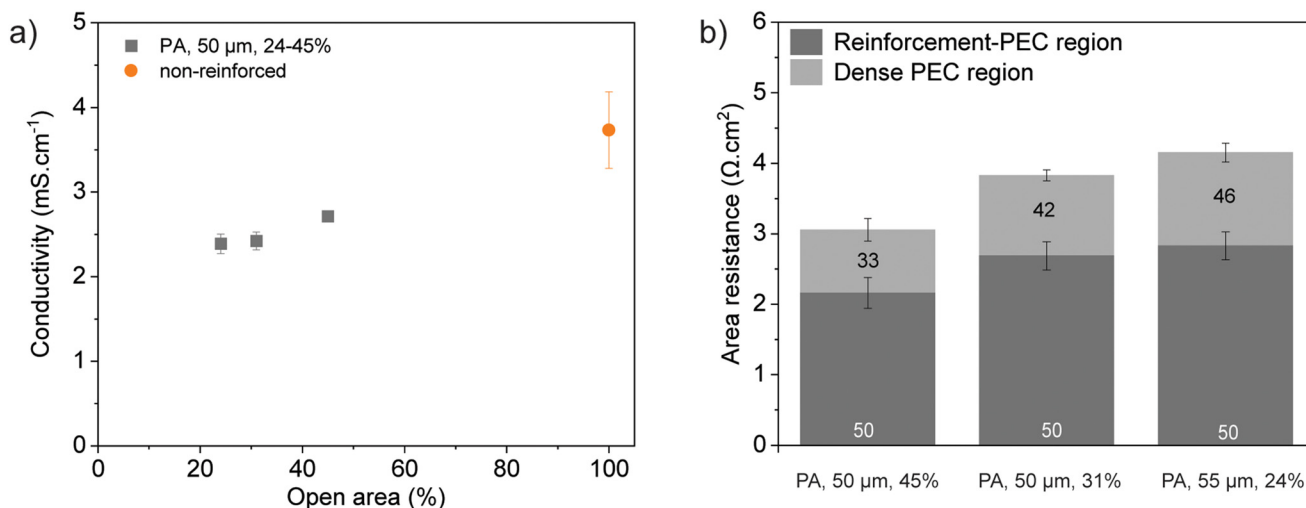 a)
PA, 50 µm, 24-45%
non-reinforced
Conductivity (mS.cm⁻¹)
5
4
3
2
1
0
0 20 40 60 80 100
Open area (%)
b)
Reinforcement-PEC region
Dense PEC region
Area resistance (Ω.cm²)
6
5
4
3
2
1
0
33
42
46
50
50
50
PA, 50 µm, 45%
PA, 50 µm, 31%
PA, 55 µm, 24%